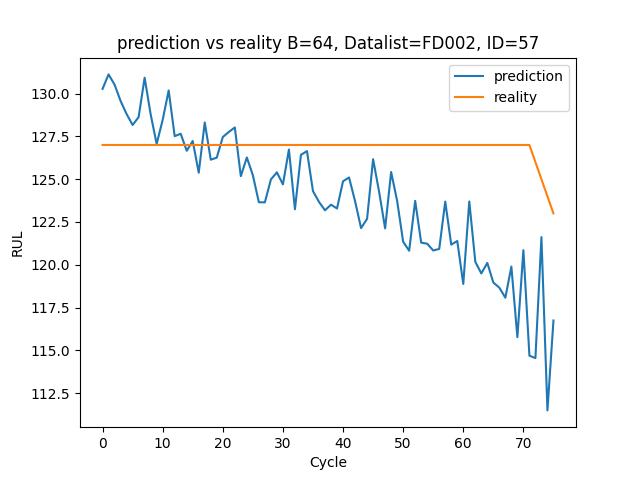 prediction vs reality B=64, Datalist=FD002, ID=57
prediction
reality
RUL
130.0
127.5
125.0
122.5
120.0
117.5
115.0
112.5
0 10 20 30 40 50 60 70
Cycle